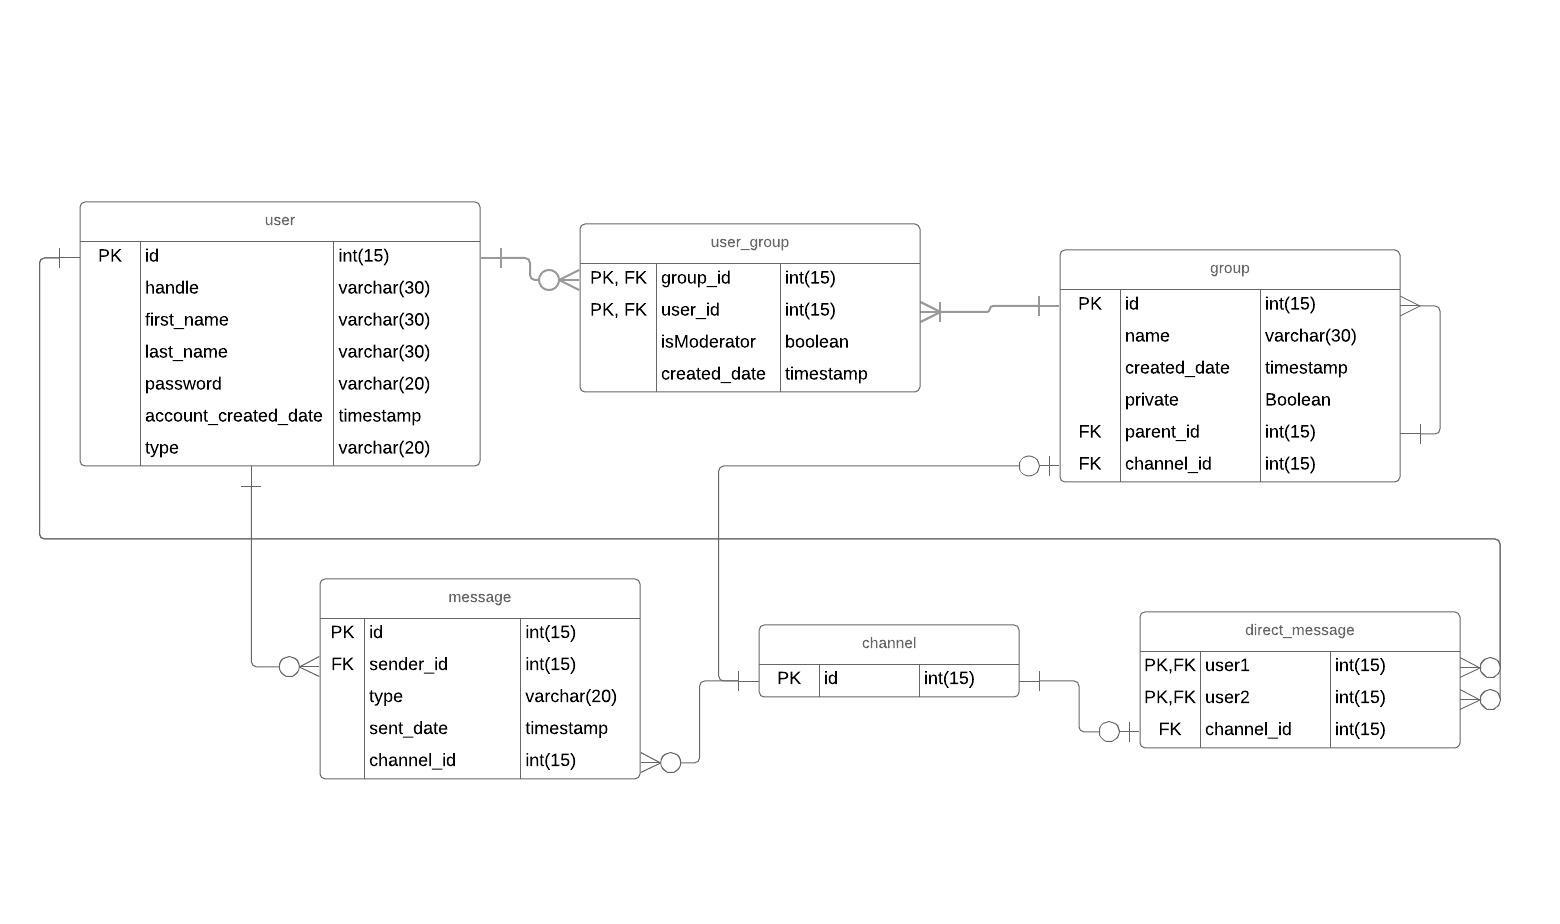 user
PK id int(15)
handle varchar(30)
first_name varchar(30)
last_name varchar(30)
password varchar(20)
account_created_date timestamp
type varchar(20)
user_group
PK, FK group_id int(15)
PK, FK user_id int(15)
isModerator boolean
created_date timestamp
group
PK id int(15)
name varchar(30)
created_date timestamp
private Boolean
FK parent_id int(15)
FK channel_id int(15)
message
PK id int(15)
FK sender_id int(15)
type varchar(20)
sent_date timestamp
channel_id int(15)
channel
PK id int(15)
direct_message
PK,FK user1 int(15)
PK,FK user2 int(15)
FK channel_id int(15)